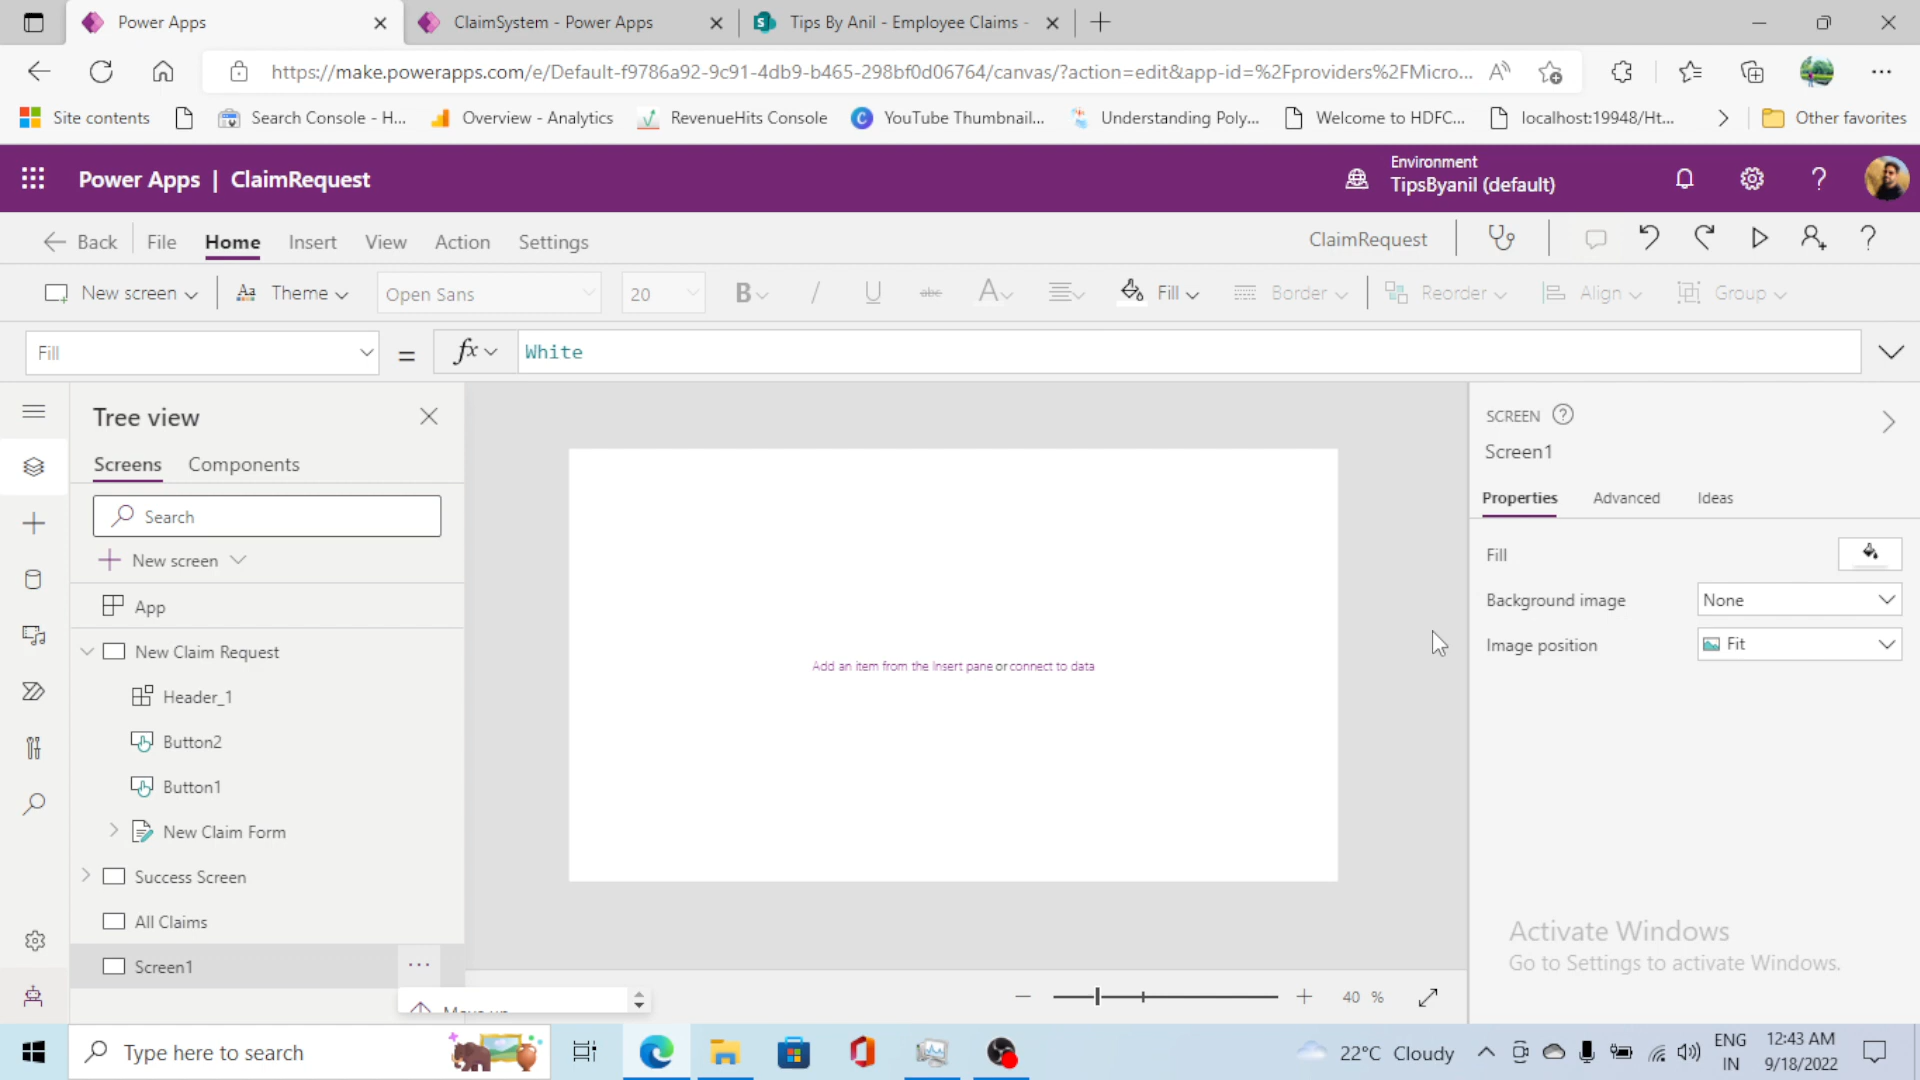 Power Apps
ClaimSystem - Power Apps
Tips By Anil - Employee Claims -
https://make.powerapps.com/e/Default-f9786a92-9c91-4db9-b465-298bf0d06764/canvas/?action=edit&app-id=%2Fproviders%2FMicro...
Site contents
Search Console - H...
Overview - Analytics
RevenueHits Console
YouTube Thumbnail...
Understanding Poly...
Welcome to HDFC...
localhost:19948/Ht...
Other favorites
Power Apps | ClaimRequest
Environment
TipsByanil (default)
Back
File
Home
Insert
View
Action
Settings
ClaimRequest
New screen
Theme
Open Sans
20
B
/
U
abc
A
Fill
Border
Reorder
Align
Group
Fill
=
fx
White
Tree view
Screens
Components
Search
New screen
App
New Claim Request
Header_1
Button2
Button1
New Claim Form
Success Screen
All Claims
Screen1
...
Add an item from the Insert pane or connect to data
SCREEN
Screen1
Properties
Advanced
Ideas
Fill
Background image
None
Image position
Fit
Activate Windows
Go to Settings to activate Windows.
40 %
Type here to search
22°C Cloudy
ENG
IN
12:43 AM
9/18/2022